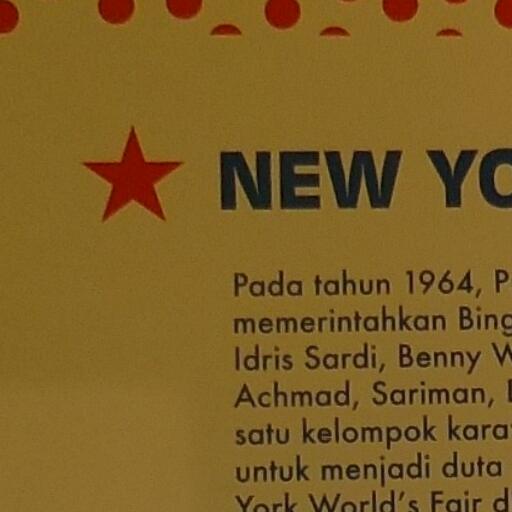 NEW YO
Pada tahun 1964, P
memerintahkan Bing
Idris Sardi, Benny W
Achmad, Sariman,
satu kelompok kara
untuk menjadi duta
York World's Fair d